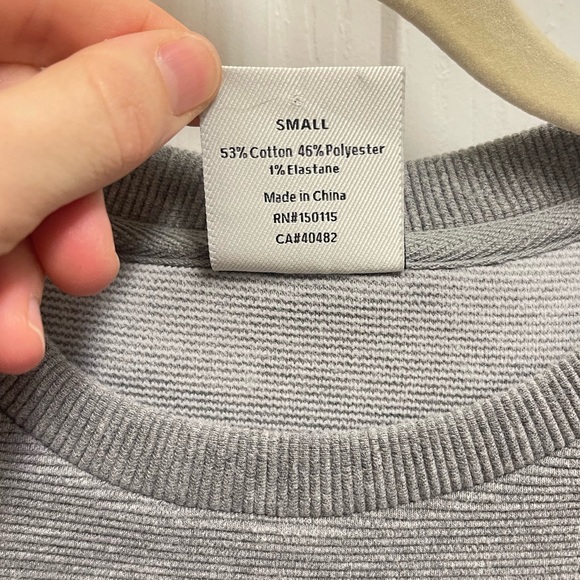 SMALL
53% Cotton 46% Polyester
1% Elastane
Made in China
RN#150115
CA#40482